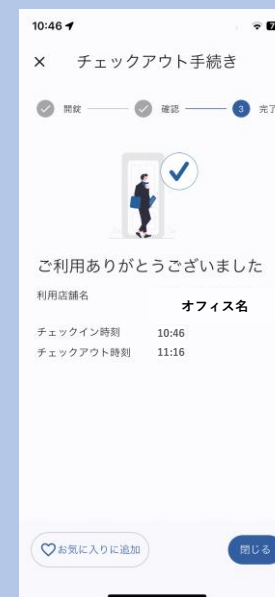 10:46
× チェックアウト手続き
開錠 確認 3 完了
ご利用ありがとうございました
利用店舗名
オフィス名
チェックイン時刻 10:46
チェックアウト時刻 11:16
お気に入りに追加 閉じる